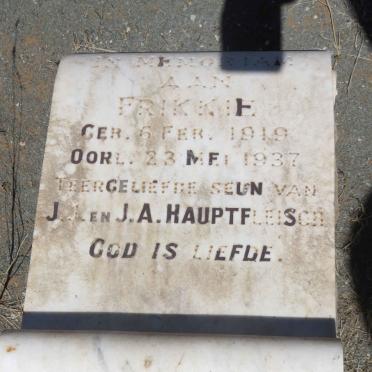 IN MEMORIAM
AAN
FRIKKIE
GEB. 6 FEB. 1919
OORL. 23 MEI 1937
TEERGELIEFDE SEUN VAN
EN J.A. HAUPTFLEISCH
GOD IS LIEFDE.